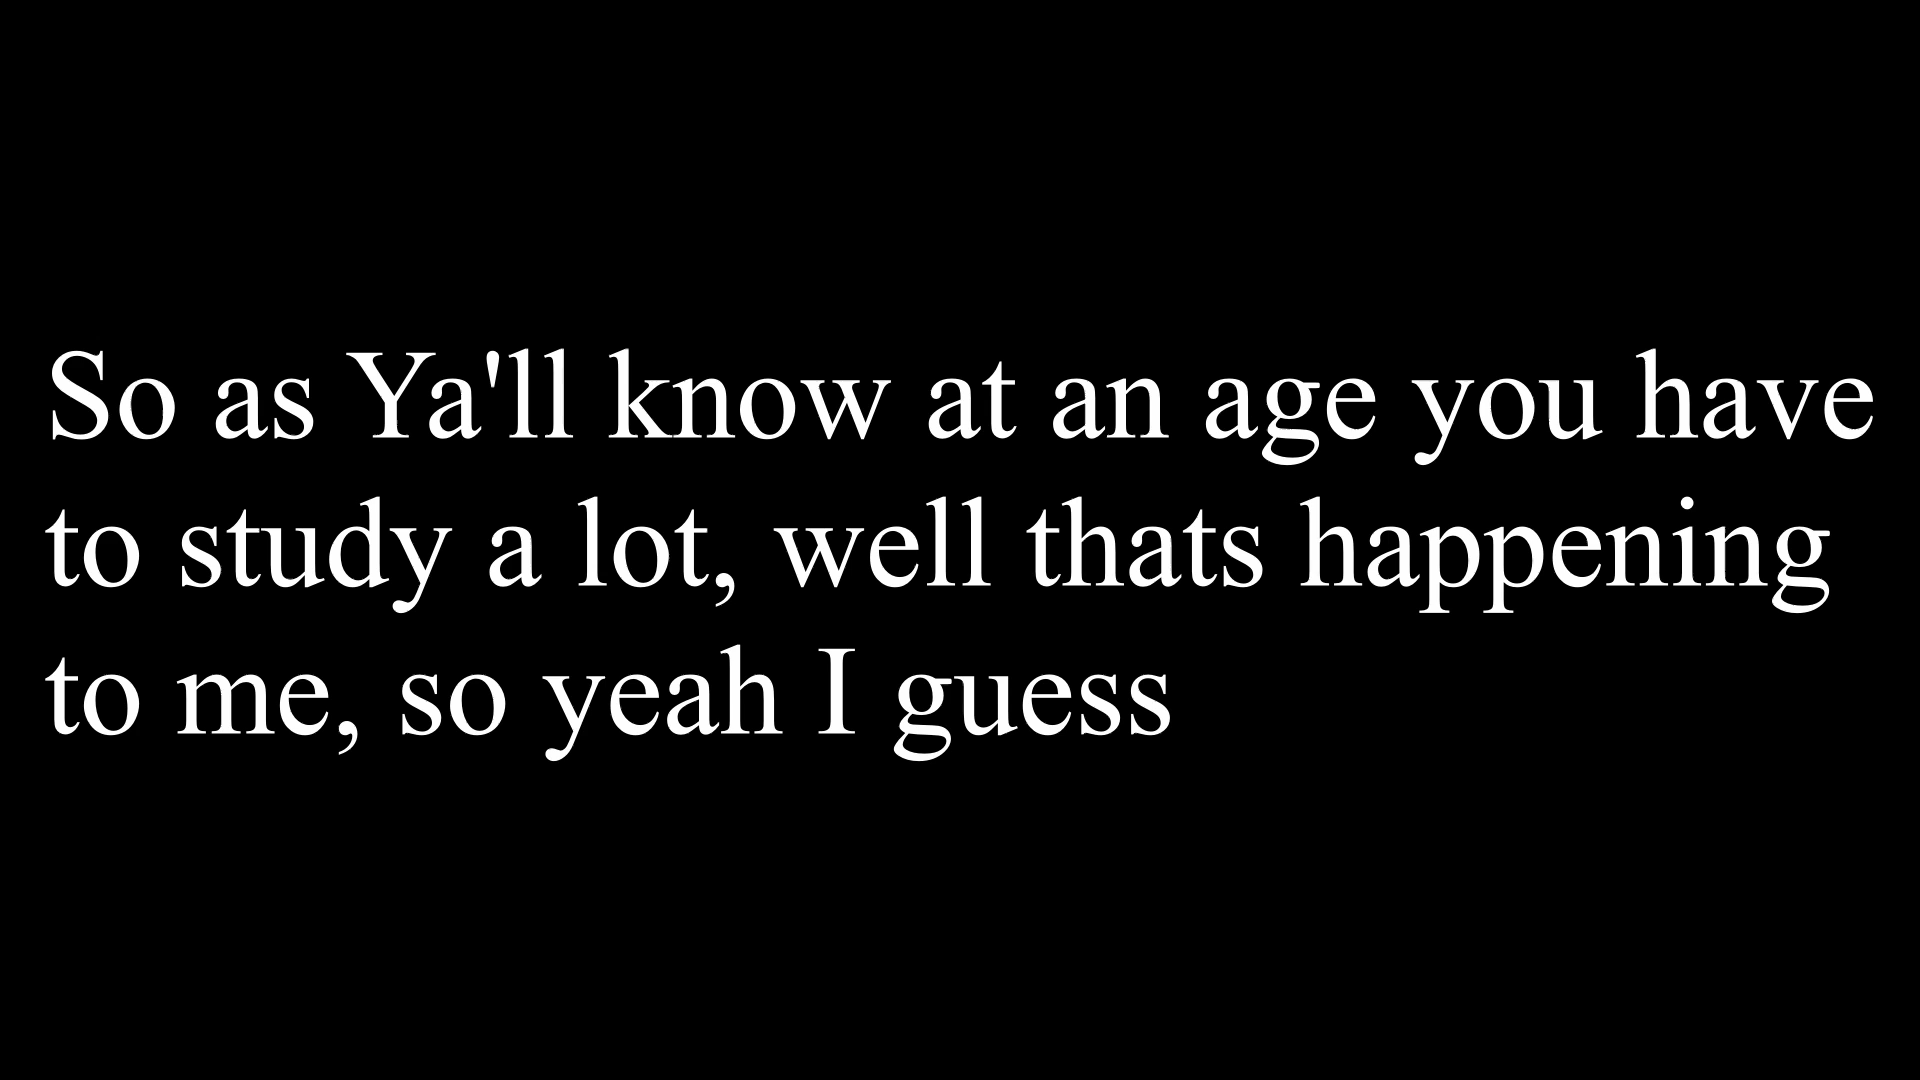 So as Ya'll know at an age you have
to study a lot, well thats happening
to me, so yeah I guess